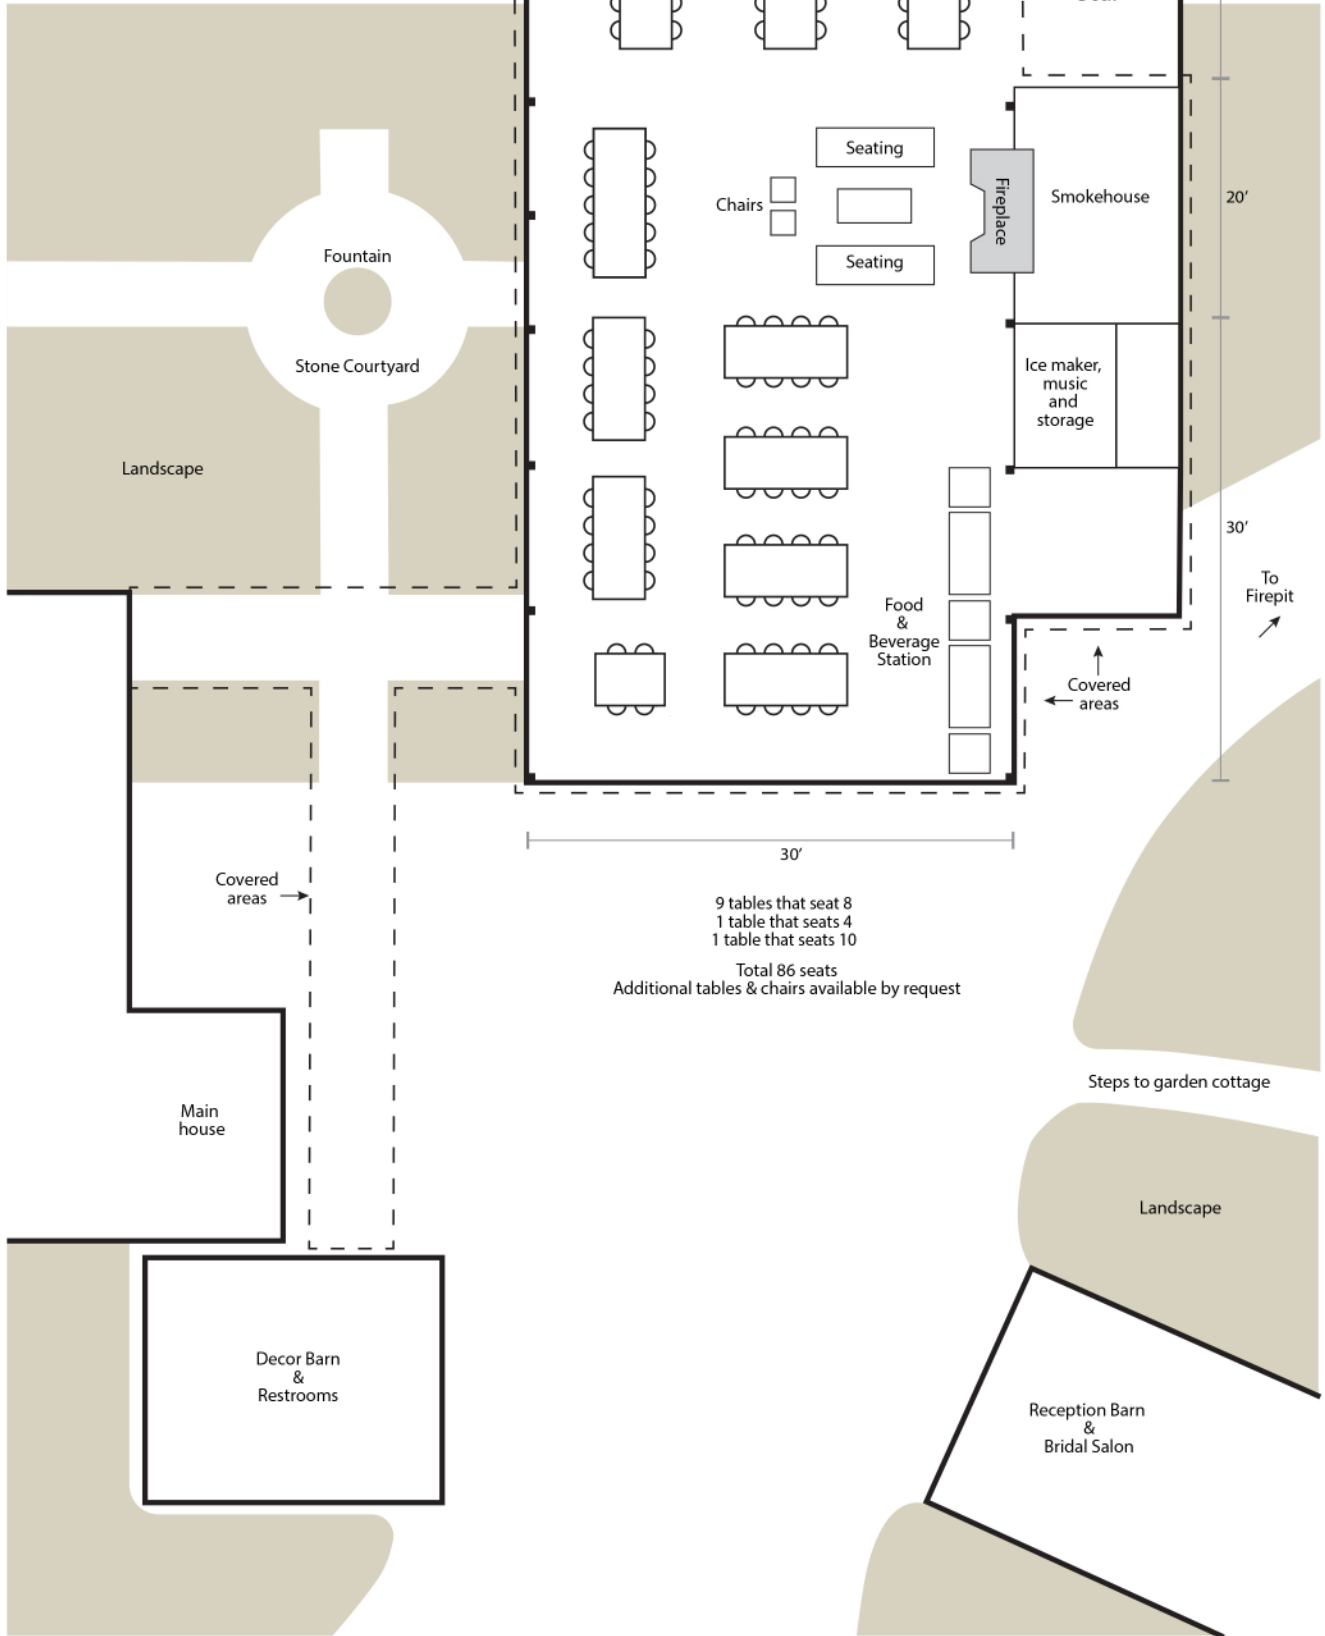 Seating
Chairs
Seating
Fireplace
Smokehouse
20′
Fountain
Stone Courtyard
Ice maker,
music
and
storage
Landscape
30′
To
Firepit
Food
&
Beverage
Station
Covered
areas
30′
Covered
areas
9 tables that seat 8
1 table that seats 4
1 table that seats 10
Total 86 seats
Additional tables & chairs available by request
Steps to garden cottage
Main
house
Landscape
Decor Barn
&
Restrooms
Reception Barn
&
Bridal Salon